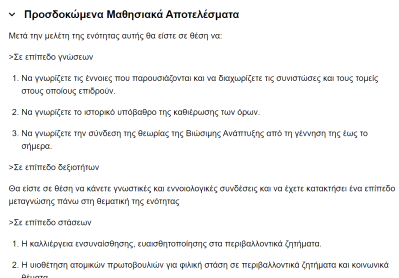 Προσδοκώμενα Μαθησιακά Αποτελέσματα
Μετά την μελέτη της ενότητας αυτής θα είστε σε θέση να:
>Σε επίπεδο γνώσεων
1. Να γνωρίζετε τις έννοιες που παρουσιάζονται και να διαχωρίζετε τις συνιστώσες και τους τομείς
στους οποίους επιδρούν.
2. Να γνωρίζετε το ιστορικό υπόβαθρο της καθιέρωσης των όρων.
3. Να γνωρίζετε την σύνδεση της θεωρίας της Βιώσιμης Ανάπτυξης από τη γέννηση της έως το
σήμερα.
>Σε επίπεδο δεξιοτήτων
Θα είστε σε θέση να κάνετε γνωστικές και εννοιολογικές συνδέσεις και να έχετε κατακτήσει ένα επίπεδο
μεταγνώσης πάνω στη θεματική της ενότητας
>Σε επίπεδο στάσεων
1. Η καλλιέργεια ενσυναίσθησης, ευαισθητοποίησης στα περιβαλλοντικά ζητήματα.
2. Η υιοθέτηση ατομικών πρωτοβουλιών για φιλική στάση σε περιβαλλοντικά ζητήματα και κοινωνικά
θέματα